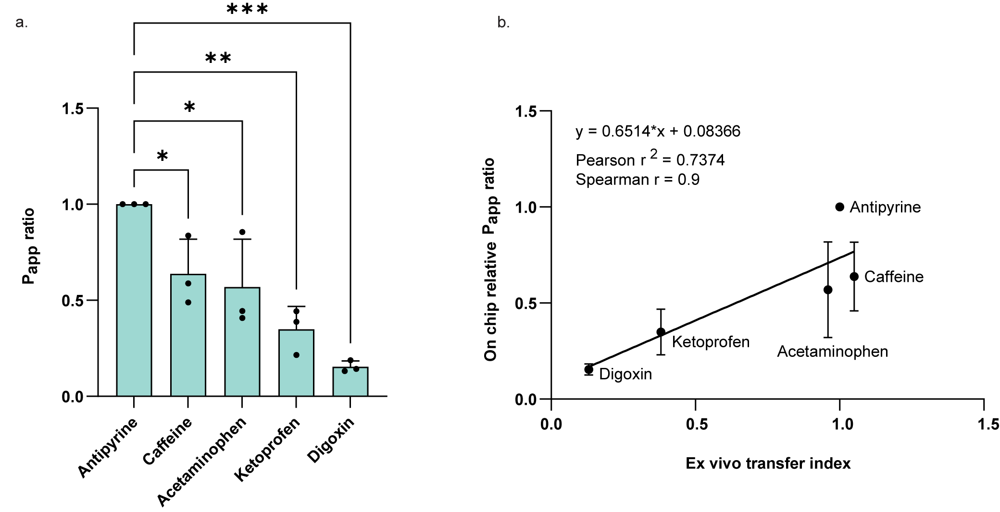 a.
***
**
*
*
1.5
1.0
0.5
0.0
Papp ratio
Antipyrine
Caffeine
Acetaminophen
Ketoprofen
Digoxin
b.
1.5
1.0
0.5
0.0
On chip relative Papp ratio
y = 0.6514*x + 0.08366
Pearson r 2 = 0.7374
Spearman r = 0.9
Antipyrine
Caffeine
Ketoprofen
Acetaminophen
Digoxin
0.0 0.5 1.0 1.5
Ex vivo transfer index